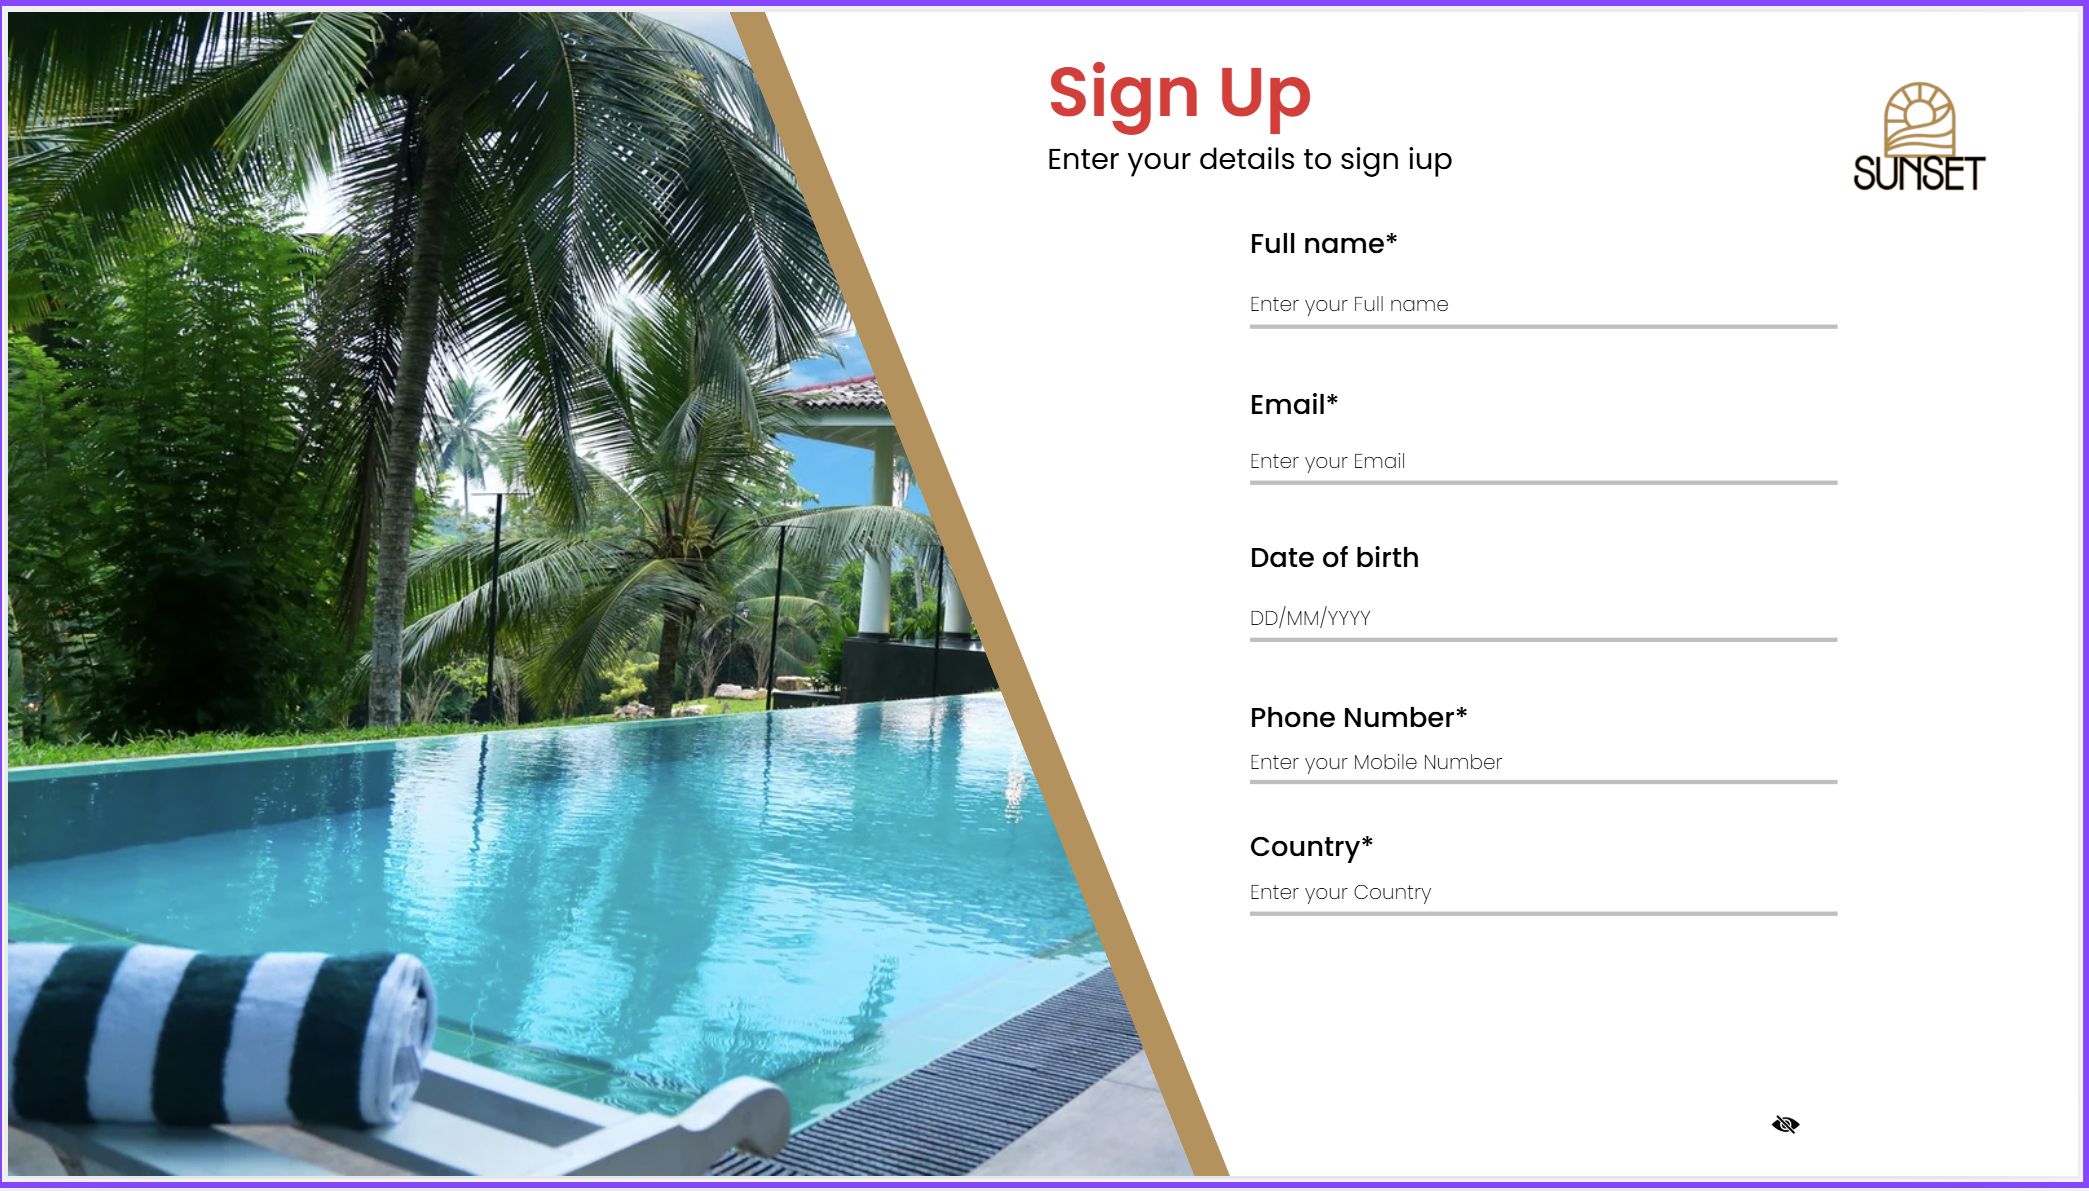 Sign Up
Enter your details to sign iup
SUNSET
Full name*
Enter your Full name
Email*
Enter your Email
Date of birth
DD/MM/YYYY
Phone Number*
Enter your Mobile Number
Country*
Enter your Country